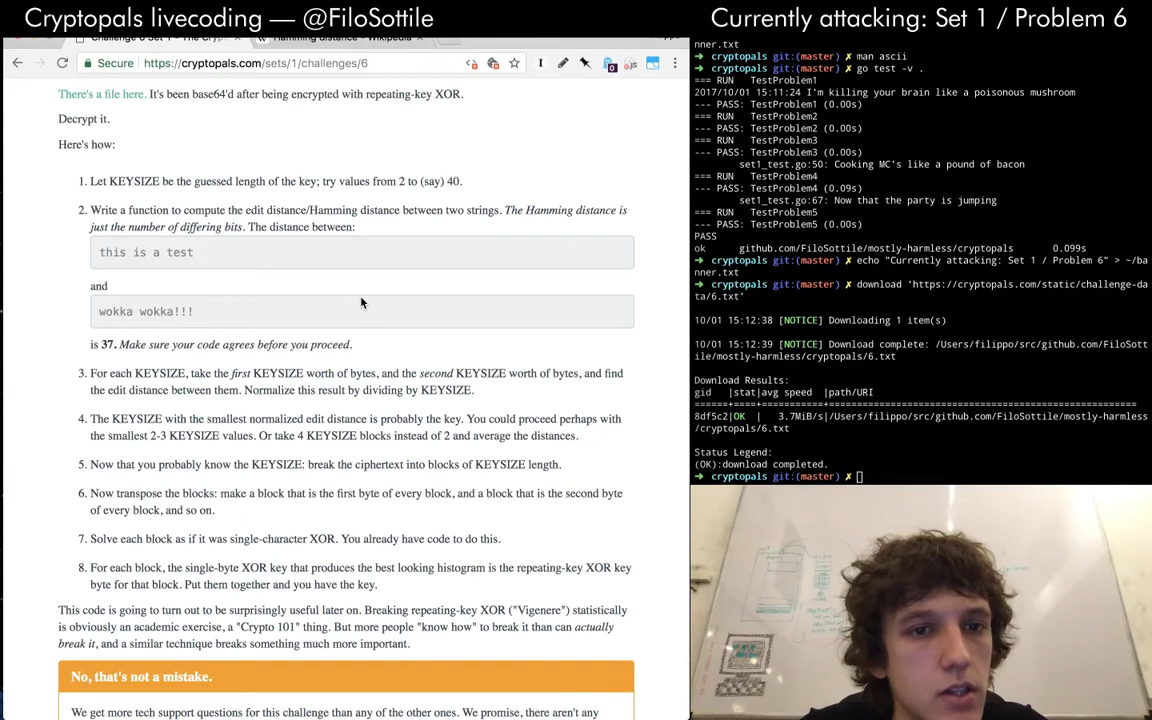 Cryptopals livecoding — @FiloSottile
Currently attacking: Set 1 / Problem 6
Challenge 6 Set 1 - The Cry
Hamming distance - Wikipedia
Secure
https://cryptopals.com/sets/1/challenges/6
There's a file here. It's been base64'd after being encrypted with repeating-key XOR.
Decrypt it.
Here's how:
1. Let KEYSIZE be the guessed length of the key; try values from 2 to (say) 40.
2. Write a function to compute the edit distance/Hamming distance between two strings. The Hamming distance is
just the number of differing bits. The distance between:
this is a test
and
wokka wokka!!!
is 37. Make sure your code agrees before you proceed.
3. For each KEYSIZE, take the first KEYSIZE worth of bytes, and the second KEYSIZE worth of bytes, and find
the edit distance between them. Normalize this result by dividing by KEYSIZE.
4. The KEYSIZE with the smallest normalized edit distance is probably the key. You could proceed perhaps with
the smallest 2-3 KEYSIZE values. Or take 4 KEYSIZE blocks instead of 2 and average the distances.
5. Now that you probably know the KEYSIZE: break the ciphertext into blocks of KEYSIZE length.
6. Now transpose the blocks: make a block that is the first byte of every block, and a block that is the second byte
of every block, and so on.
7. Solve each block as if it was single-character XOR. You already have code to do this.
8. For each block, the single-byte XOR key that produces the best looking histogram is the repeating-key XOR key
byte for that block. Put them together and you have the key.
This code is going to turn out to be surprisingly useful later on. Breaking repeating-key XOR ("Vigenere") statistically
is obviously an academic exercise, a "Crypto 101" thing. But more people "know how" to break it than can actually
break it, and a similar technique breaks something much more important.
No, that's not a mistake.
We get more tech support questions for this challenge than any of the other ones. We promise, there aren't any
nner.txt
➜ cryptopals git:(master) ✗ man ascii
➜ cryptopals git:(master) ✗ go test -v .
=== RUN TestProblem1
2017/10/01 15:11:24 I'm killing your brain like a poisonous mushroom
--- PASS: TestProblem1 (0.00s)
=== RUN TestProblem2
--- PASS: TestProblem2 (0.00s)
=== RUN TestProblem3
--- PASS: TestProblem3 (0.00s)
set1_test.go:50: Cooking MC's like a pound of bacon
=== RUN TestProblem4
--- PASS: TestProblem4 (0.09s)
set1_test.go:67: Now that the party is jumping
=== RUN TestProblem5
--- PASS: TestProblem5 (0.00s)
PASS
ok github.com/FiloSottile/mostly-harmless/cryptopals 0.099s
➜ cryptopals git:(master) ✗ echo "Currently attacking: Set 1 / Problem 6" > ~/ba
nner.txt
➜ cryptopals git:(master) ✗ download 'https://cryptopals.com/static/challenge-da
ta/6.txt'
10/01 15:12:38 [NOTICE] Downloading 1 item(s)
10/01 15:12:39 [NOTICE] Download complete: /Users/filippo/src/github.com/FiloSott
ile/mostly-harmless/cryptopals/6.txt
Download Results:
gid |stat|avg speed |path/URI
======+====+===========+=======================================================
8df5c2|OK | 3.7MiB/s|/Users/filippo/src/github.com/FiloSottile/mostly-harmless
/cryptopals/6.txt
Status Legend:
(OK):download completed.
➜ cryptopals git:(master) ✗